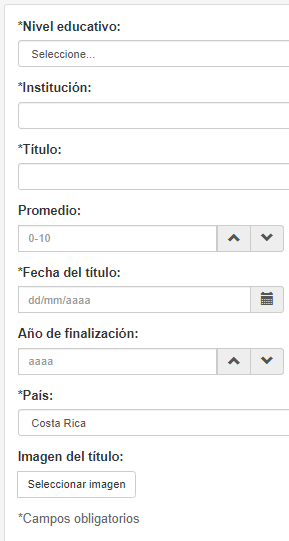 *Nivel educativo:
Seleccione...
*Institución:
*Título:
Promedio:
0-10
*Fecha del título:
dd/mm/aaaa
Año de finalización:
aaaa
*País:
Costa Rica
Imagen del título:
Seleccionar imagen
*Campos obligatorios